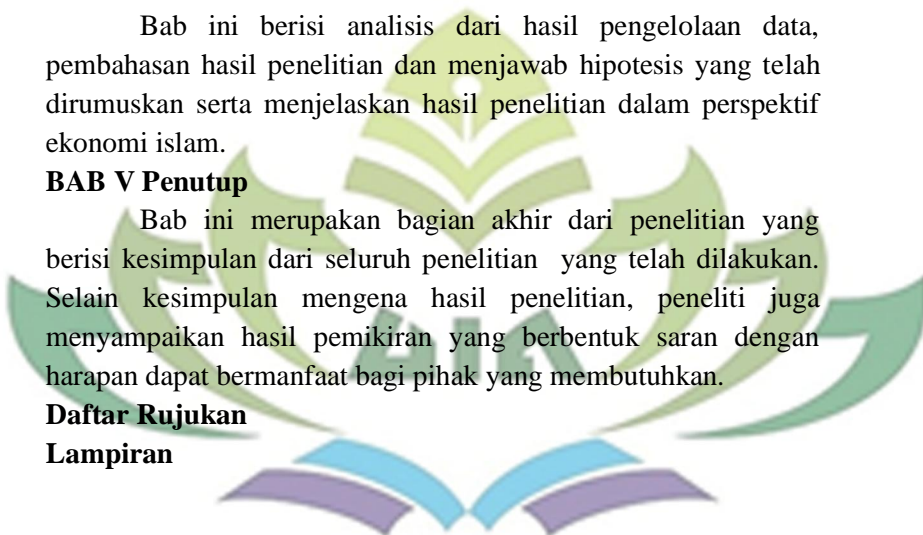 Bab ini berisi analisis dari hasil pengelolaan data,
pembahasan hasil penelitian dan menjawab hipotesis yang telah
dirumuskan serta menjelaskan hasil penelitian dalam perspektif
ekonomi islam.
BAB V Penutup
Bab ini merupakan bagian akhir dari penelitian yang
berisi kesimpulan dari seluruh penelitian yang telah dilakukan.
Selain kesimpulan mengena hasil penelitian, peneliti juga
menyampaikan hasil pemikiran yang berbentuk saran dengan
harapan dapat bermanfaat bagi pihak yang membutuhkan.
Daftar Rujukan
Lampiran